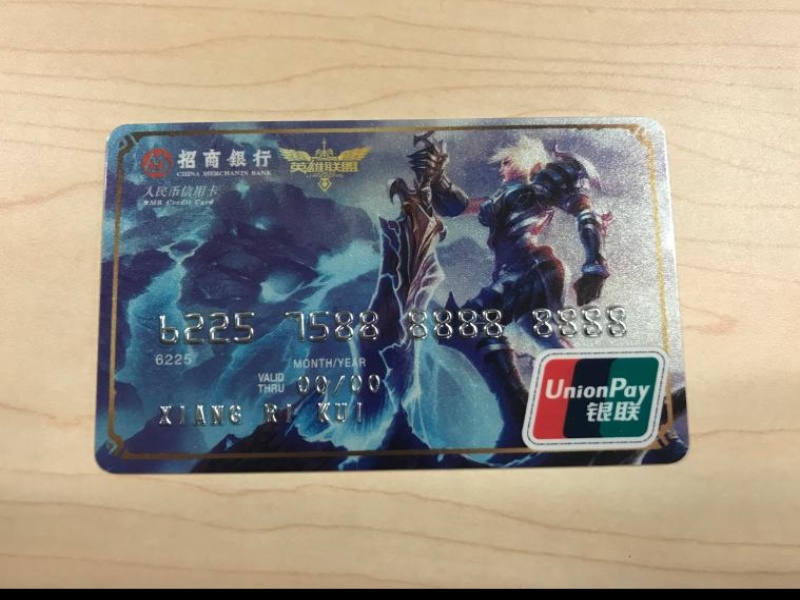 招商银行
CHINA MERCHANTS BANK
英雄联盟
人民币信用卡
RMB Credit Card
6225 7588 8888 8888
6225
MONTH/YEAR
VALID THRU 00/00
XIANG RI KUI
UnionPay
银联